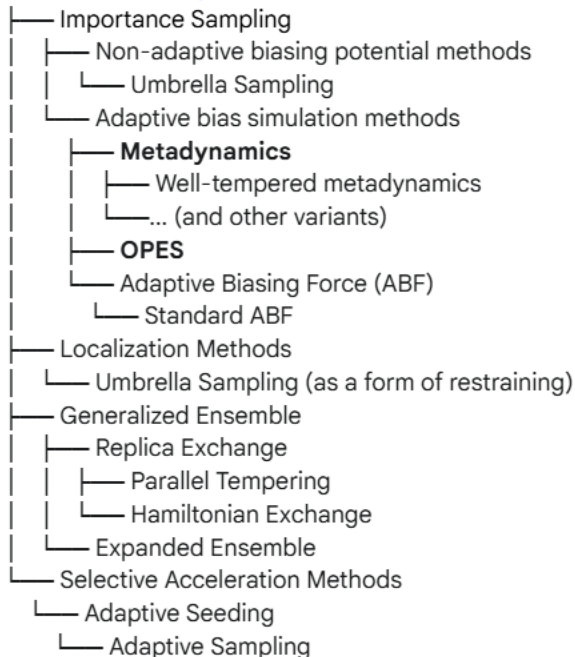 ├── Importance Sampling
│   ├── Non-adaptive biasing potential methods
│   │   └── Umbrella Sampling
│   └── Adaptive bias simulation methods
│       ├── Metadynamics
│       │   ├── Well-tempered metadynamics
│       │   └──... (and other variants)
│       ├── OPES
│       └── Adaptive Biasing Force (ABF)
│           └── Standard ABF
├── Localization Methods
│   └── Umbrella Sampling (as a form of restraining)
├── Generalized Ensemble
│   ├── Replica Exchange
│   │   ├── Parallel Tempering
│   │   └── Hamiltonian Exchange
│   └── Expanded Ensemble
└── Selective Acceleration Methods
    └── Adaptive Seeding
        └── Adaptive Sampling